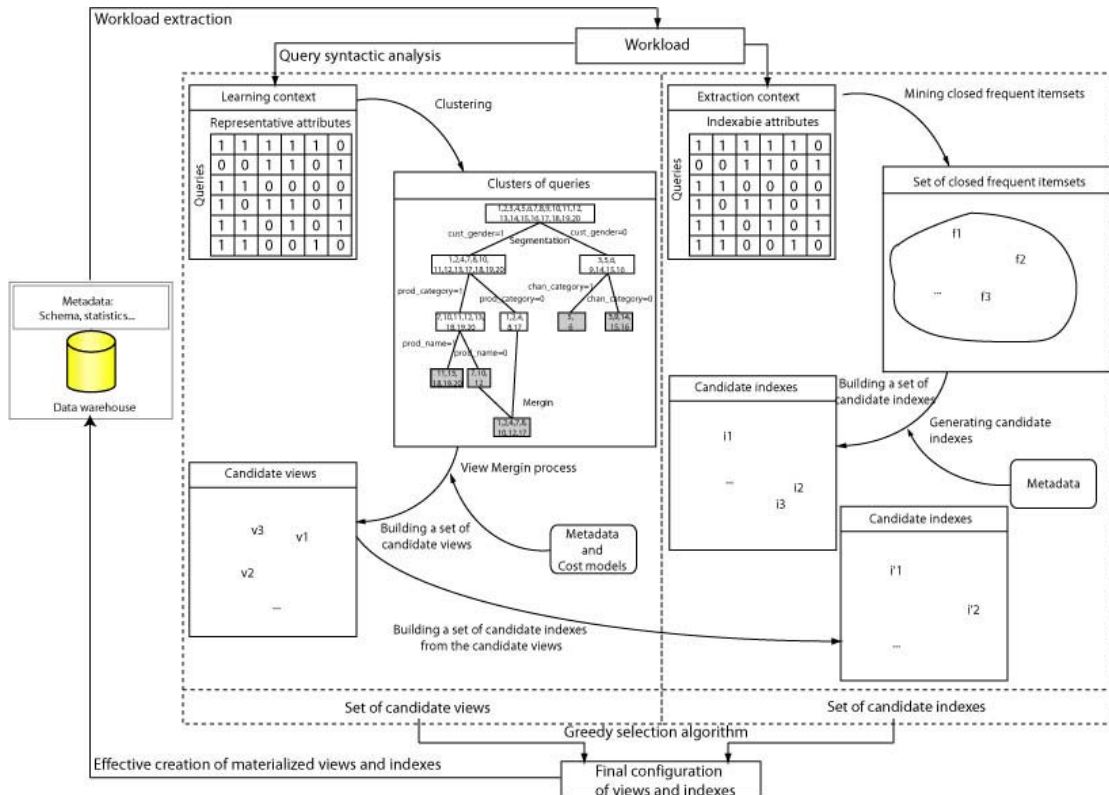 Workload extraction
Workload
Query syntactic analysis
Learning context
Representative attributes
Queries
1 1 1 1 1 0
0 0 1 1 0 1
1 1 0 0 0 0
1 0 1 1 0 1
1 1 0 1 0 1
1 1 0 0 1 0
Clustering
Clusters of queries
1,2,3,4,5,6,7,8,9,10,11,12,
13,14,15,16,17,18,19,20
cust_gender=1
cust_gender=0
Segmentation
1,2,4,7,8,10,
11,12,13,17,18,19,20
3,5,6,
9,14,15,16
prod_category=1
prod_category=0
chan_category=1
chan_category=0
7,10,11,12,13,
18,19,20
1,2,4,
8,17
5,
6
3,9,14,
15,16
prod_name=1
prod_name=0
11,13,
18,19,20
7,10,
12
Mergin
1,2,4,7,8,
10,12,17
View Mergin process
Candidate views
v3
v1
v2
...
Building a set of
candidate views
Metadata
and
Cost models
Building a set of candidate indexes
from the candidate views
Extraction context
Indexable attributes
Queries
1 1 1 1 1 0
0 0 1 1 0 1
1 1 0 0 0 0
1 0 1 1 0 1
1 1 0 1 0 1
1 1 0 0 1 0
Mining closed frequent itemsets
Set of closed frequent itemsets
f1
f2
...
f3
Building a set of
candidate indexes
Generating candidate
indexes
Metadata
Candidate indexes
i1
...
i2
i3
Candidate indexes
i'1
i'2
...
Metadata:
Schema, statistics...
Data warehouse
Set of candidate views
Set of candidate indexes
Greedy selection algorithm
Effective creation of materialized views and indexes
Final configuration
of views and indexes